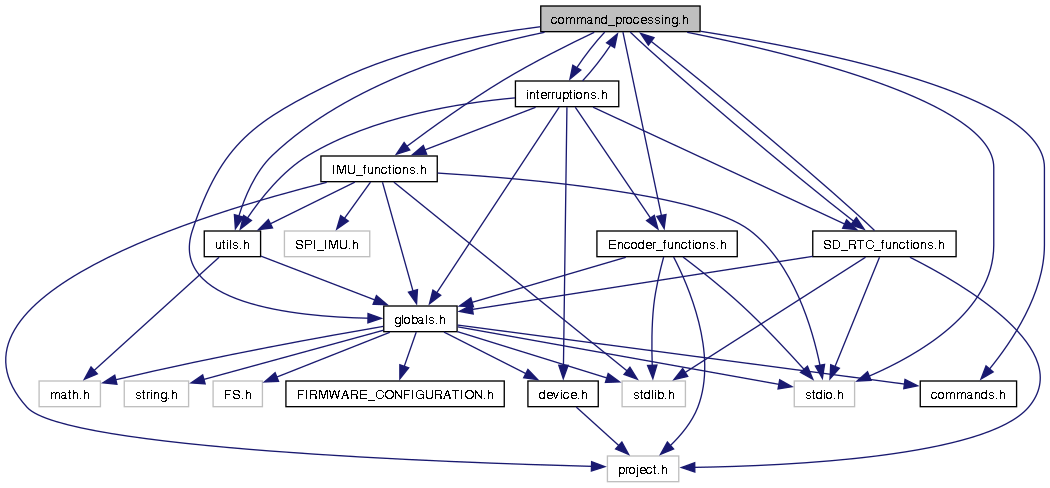 command_processing.h
interruptions.h
IMU_functions.h
utils.h
SPI_IMU.h
Encoder_functions.h
SD_RTC_functions.h
globals.h
math.h
string.h
FS.h
FIRMWARE_CONFIGURATION.h
device.h
stdlib.h
stdio.h
commands.h
project.h